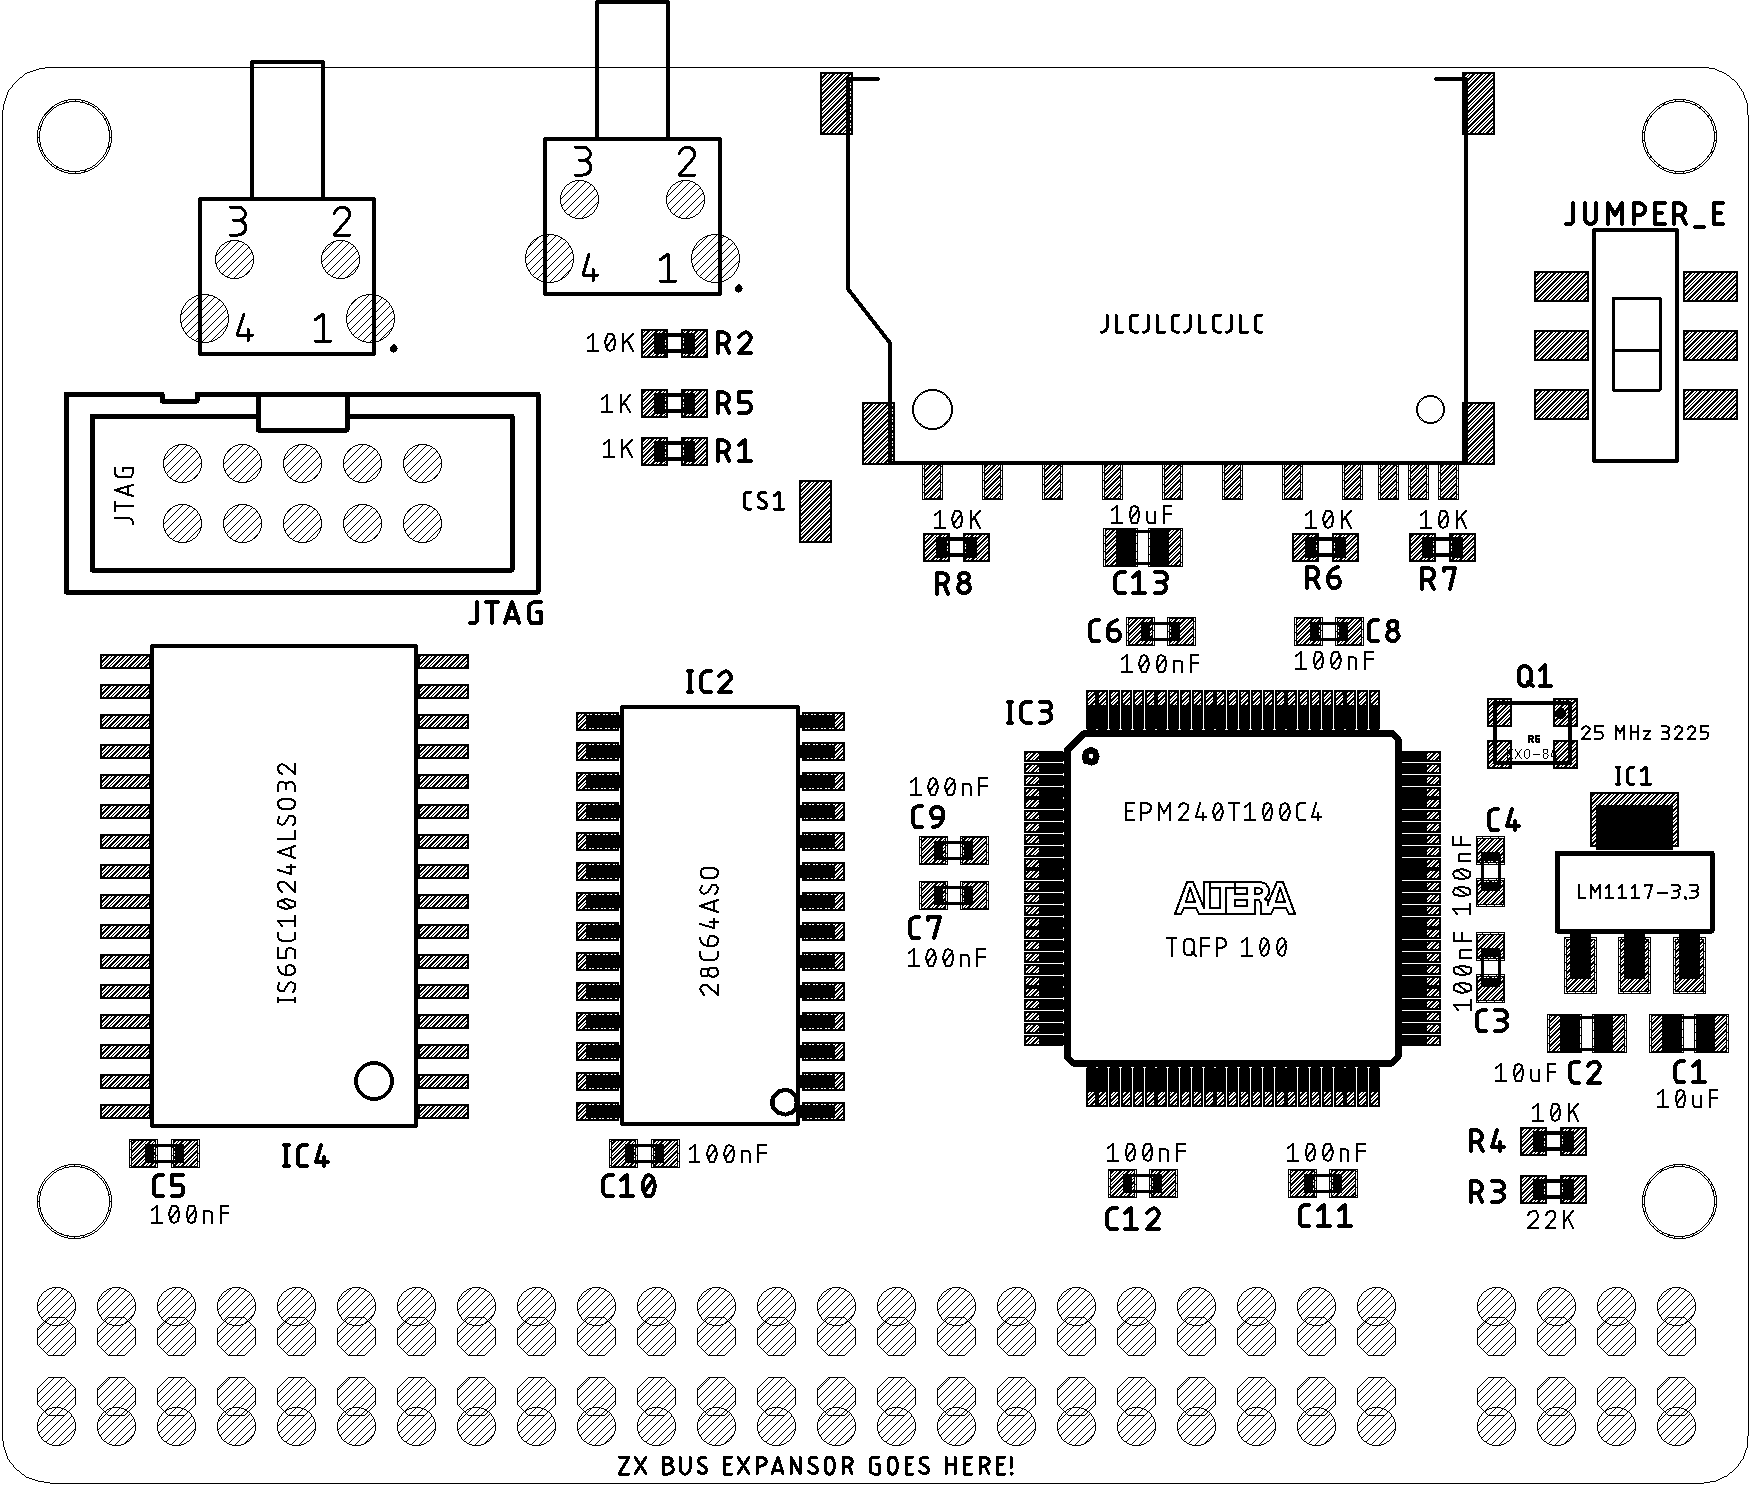 3 2
4 1
3 2
4 1
JUMPER_E
JLCJLCJLCJLC
10K R2
1K R5
1K R1
JTAG
JTAG
CS1
10K
R8
10uF
C13
10K
R6
10K
R7
C6
100nF
C8
100nF
IC2
IC3
Q1
25 MHz 3225
R6
IC1
IS65C1024ALSO32
28C64ASO
100nF
C9
C7
100nF
EPM240T100C4
ALTERA
TQFP 100
C4
100nF
100nF
C3
LM1117-3.3
10uF C2
C1
10uF
10K
R4
R3
22K
C5
100nF
IC4
100nF
C10
100nF
C12
100nF
C11
ZX BUS EXPANSOR GOES HERE!